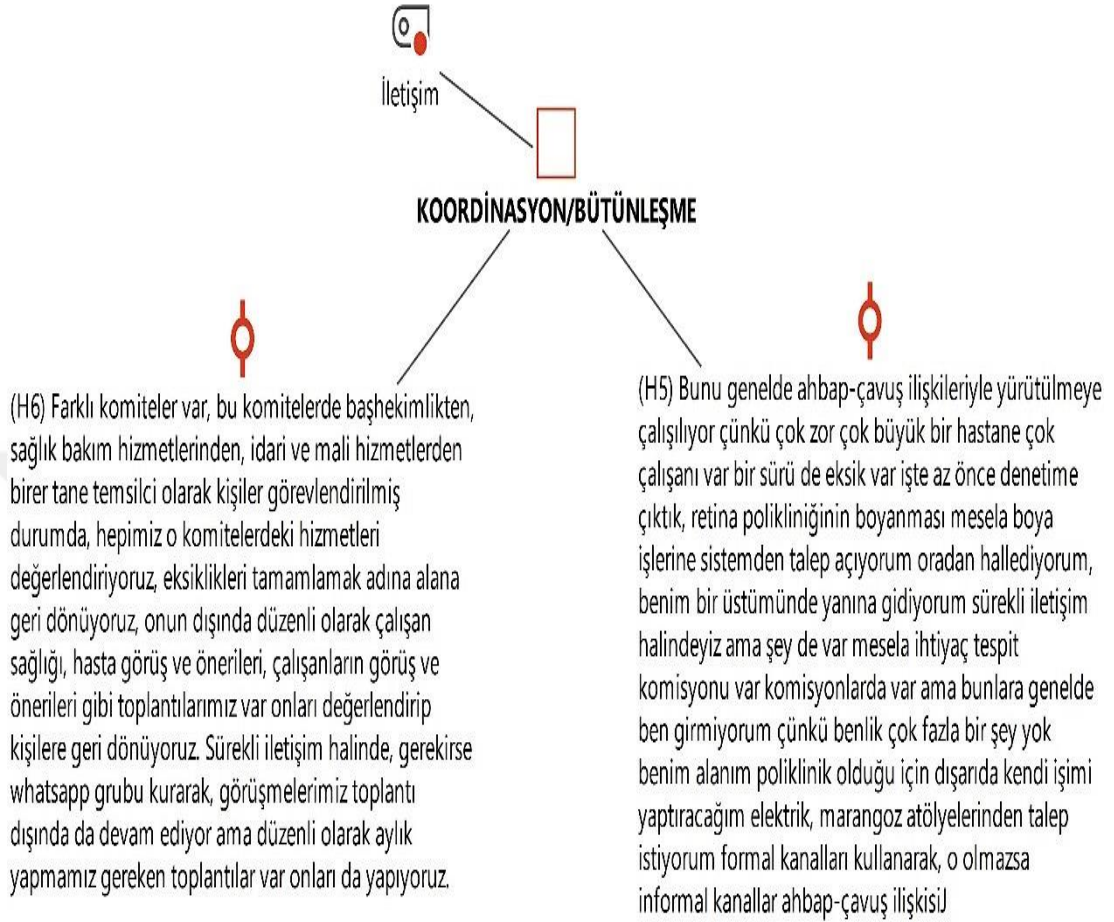 İletişim
KOORDİNASYON/BÜTÜNLEŞME
(H6) Farklı komiteler var, bu komitelerde başhekimlikten,
sağlık bakım hizmetlerinden, idari ve mali hizmetlerden
birer tane temsilci olarak kişiler görevlendirilmiş
durumda, hepimiz o komitelerdeki hizmetleri
değerlendiriyoruz, eksiklikleri tamamlamak adına alana
geri dönüyoruz, onun dışında düzenli olarak çalışan
sağlığı, hasta görüş ve önerileri, çalışanların görüş ve
önerileri gibi toplantılarımız var onları değerlendirip
kişilere geri dönüyoruz. Sürekli iletişim halinde, gerekirse
whatsapp grubu kurarak, görüşmelerimiz toplantı
dışında da devam ediyor ama düzenli olarak aylık
yapmamız gereken toplantılar var onları da yapıyoruz.
(H5) Bunu genelde ahbap-çavuş ilişkileriyle yürütülmeye
çalışılıyor çünkü çok zor çok büyük bir hastane çok
çalışanı var bir sürü de eksik var işte az önce denetime
çıktık, retina polikliniğinin boyanması mesela boya
işlerine sistemden talep açıyorum oradan hallediyorum,
benim bir üstümünde yanına gidiyorum sürekli iletişim
halindeyiz ama şey de var mesela ihtiyaç tespit
komisyonu var komisyonlarda var ama bunlara genelde
ben girmiyorum çünkü benlik çok fazla bir şey yok
benim alanım poliklinik olduğu için dışarıda kendi işimi
yaptıracağım elektrik, marangoz atölyelerinden talep
istiyorum formal kanalları kullanarak, o olmazsa
informal kanallar ahbap-çavuş ilişkisiJ